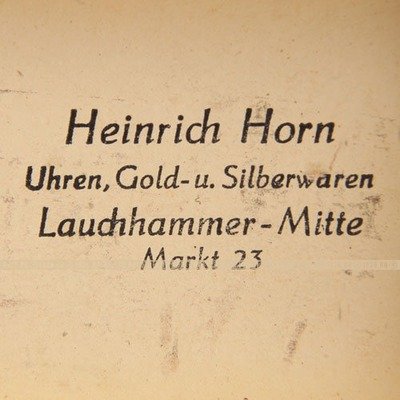 Heinrich Horn
Uhren, Gold- u. Silberwaren
Lauchhammer-Mitte
Markt 23